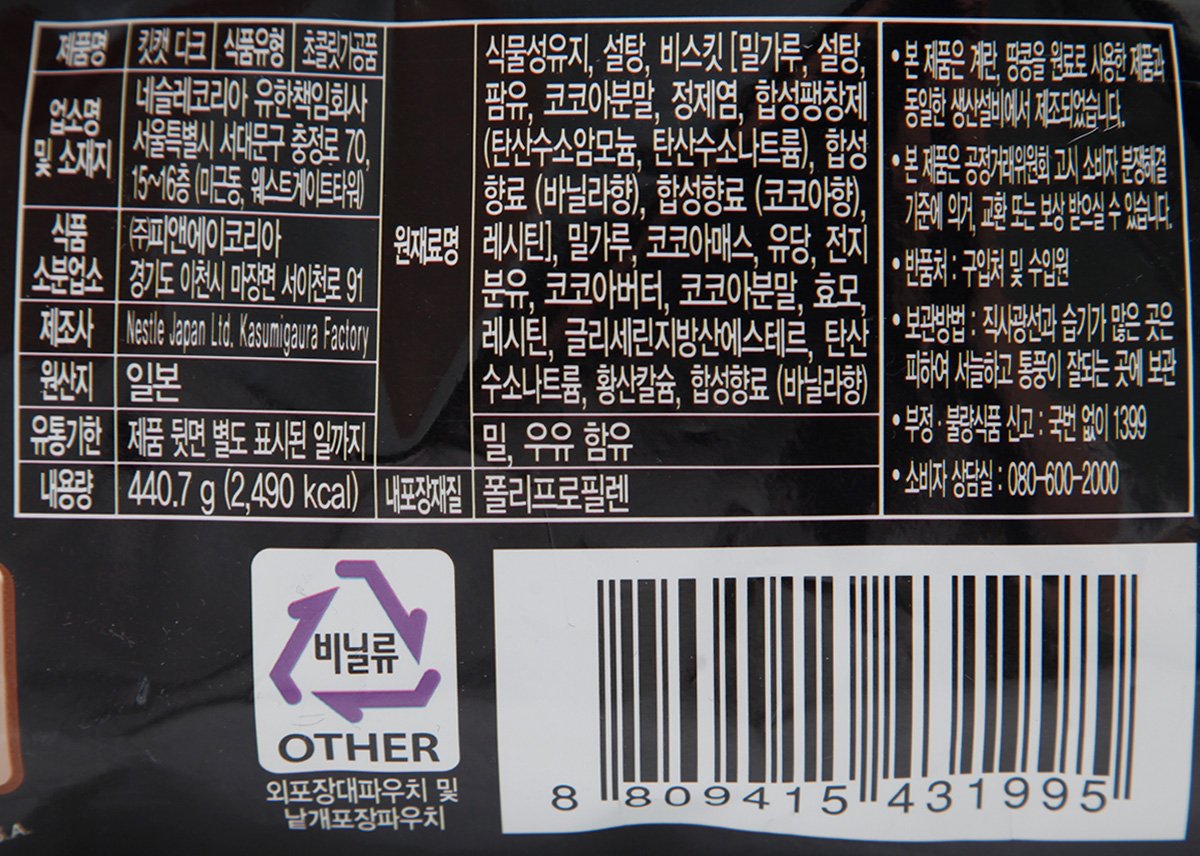 제품명 킷캣 다크 식품유형 초콜릿가공품
업소명 및 소재지
네슬레코리아 유한책임회사
서울특별시 서대문구 충정로 70,
15~16층 (미근동, 웨스트게이트타워)
식품 소분업소
㈜피앤에이코리아
경기도 이천시 마장면 서이천로 91
제조사 Nestle Japan Ltd. Kasumigaura Factory
원산지 일본
유통기한 제품 뒷면 별도 표시된 일까지
내용량 440.7 g (2,490 kcal)
원재료명
식물성유지, 설탕, 비스킷 [밀가루, 설탕,
팜유, 코코아분말, 정제염, 합성팽창제
(탄산수소암모늄, 탄산수소나트륨), 합성
향료 (바닐라향), 합성향료 (코코아향),
레시틴], 밀가루, 코코아매스, 유당, 전지
분유, 코코아버터, 코코아분말, 효모,
레시틴, 글리세린지방산에스테르, 탄산
수소나트륨, 황산칼슘, 합성향료 (바닐라향)
밀, 우유 함유
내포장재질 폴리프로필렌
• 본 제품은 계란, 땅콩을 원료로 사용한 제품과
동일한 생산설비에서 제조되었습니다.
• 본 제품은 공정거래위원회 고시 소비자 분쟁해결
기준에 의거, 교환 또는 보상 받으실 수 있습니다.
• 반품처 : 구입처 및 수입원
• 보관방법 : 직사광선과 습기가 많은 곳은
피하여 서늘하고 통풍이 잘되는 곳에 보관
• 부정·불량식품 신고 : 국번 없이 1399
• 소비자 상담실 : 080-600-2000
비닐류
OTHER
외포장대파우치 및
낱개포장파우치
8 809415 431995
S.A.